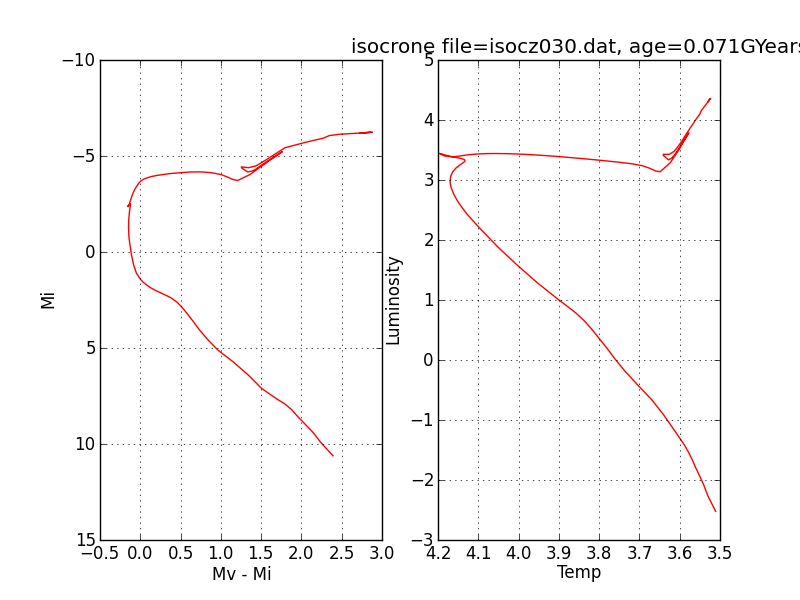 isocrone file=isocz030.dat, age=0.071GYears
−10
−5
0
5
10
15
Mi
−0.5 0.0 0.5 1.0 1.5 2.0 2.5 3.0
Mv - Mi
5
4
3
2
1
0
−1
−2
−3
Luminosity
4.2 4.1 4.0 3.9 3.8 3.7 3.6 3.5
Temp